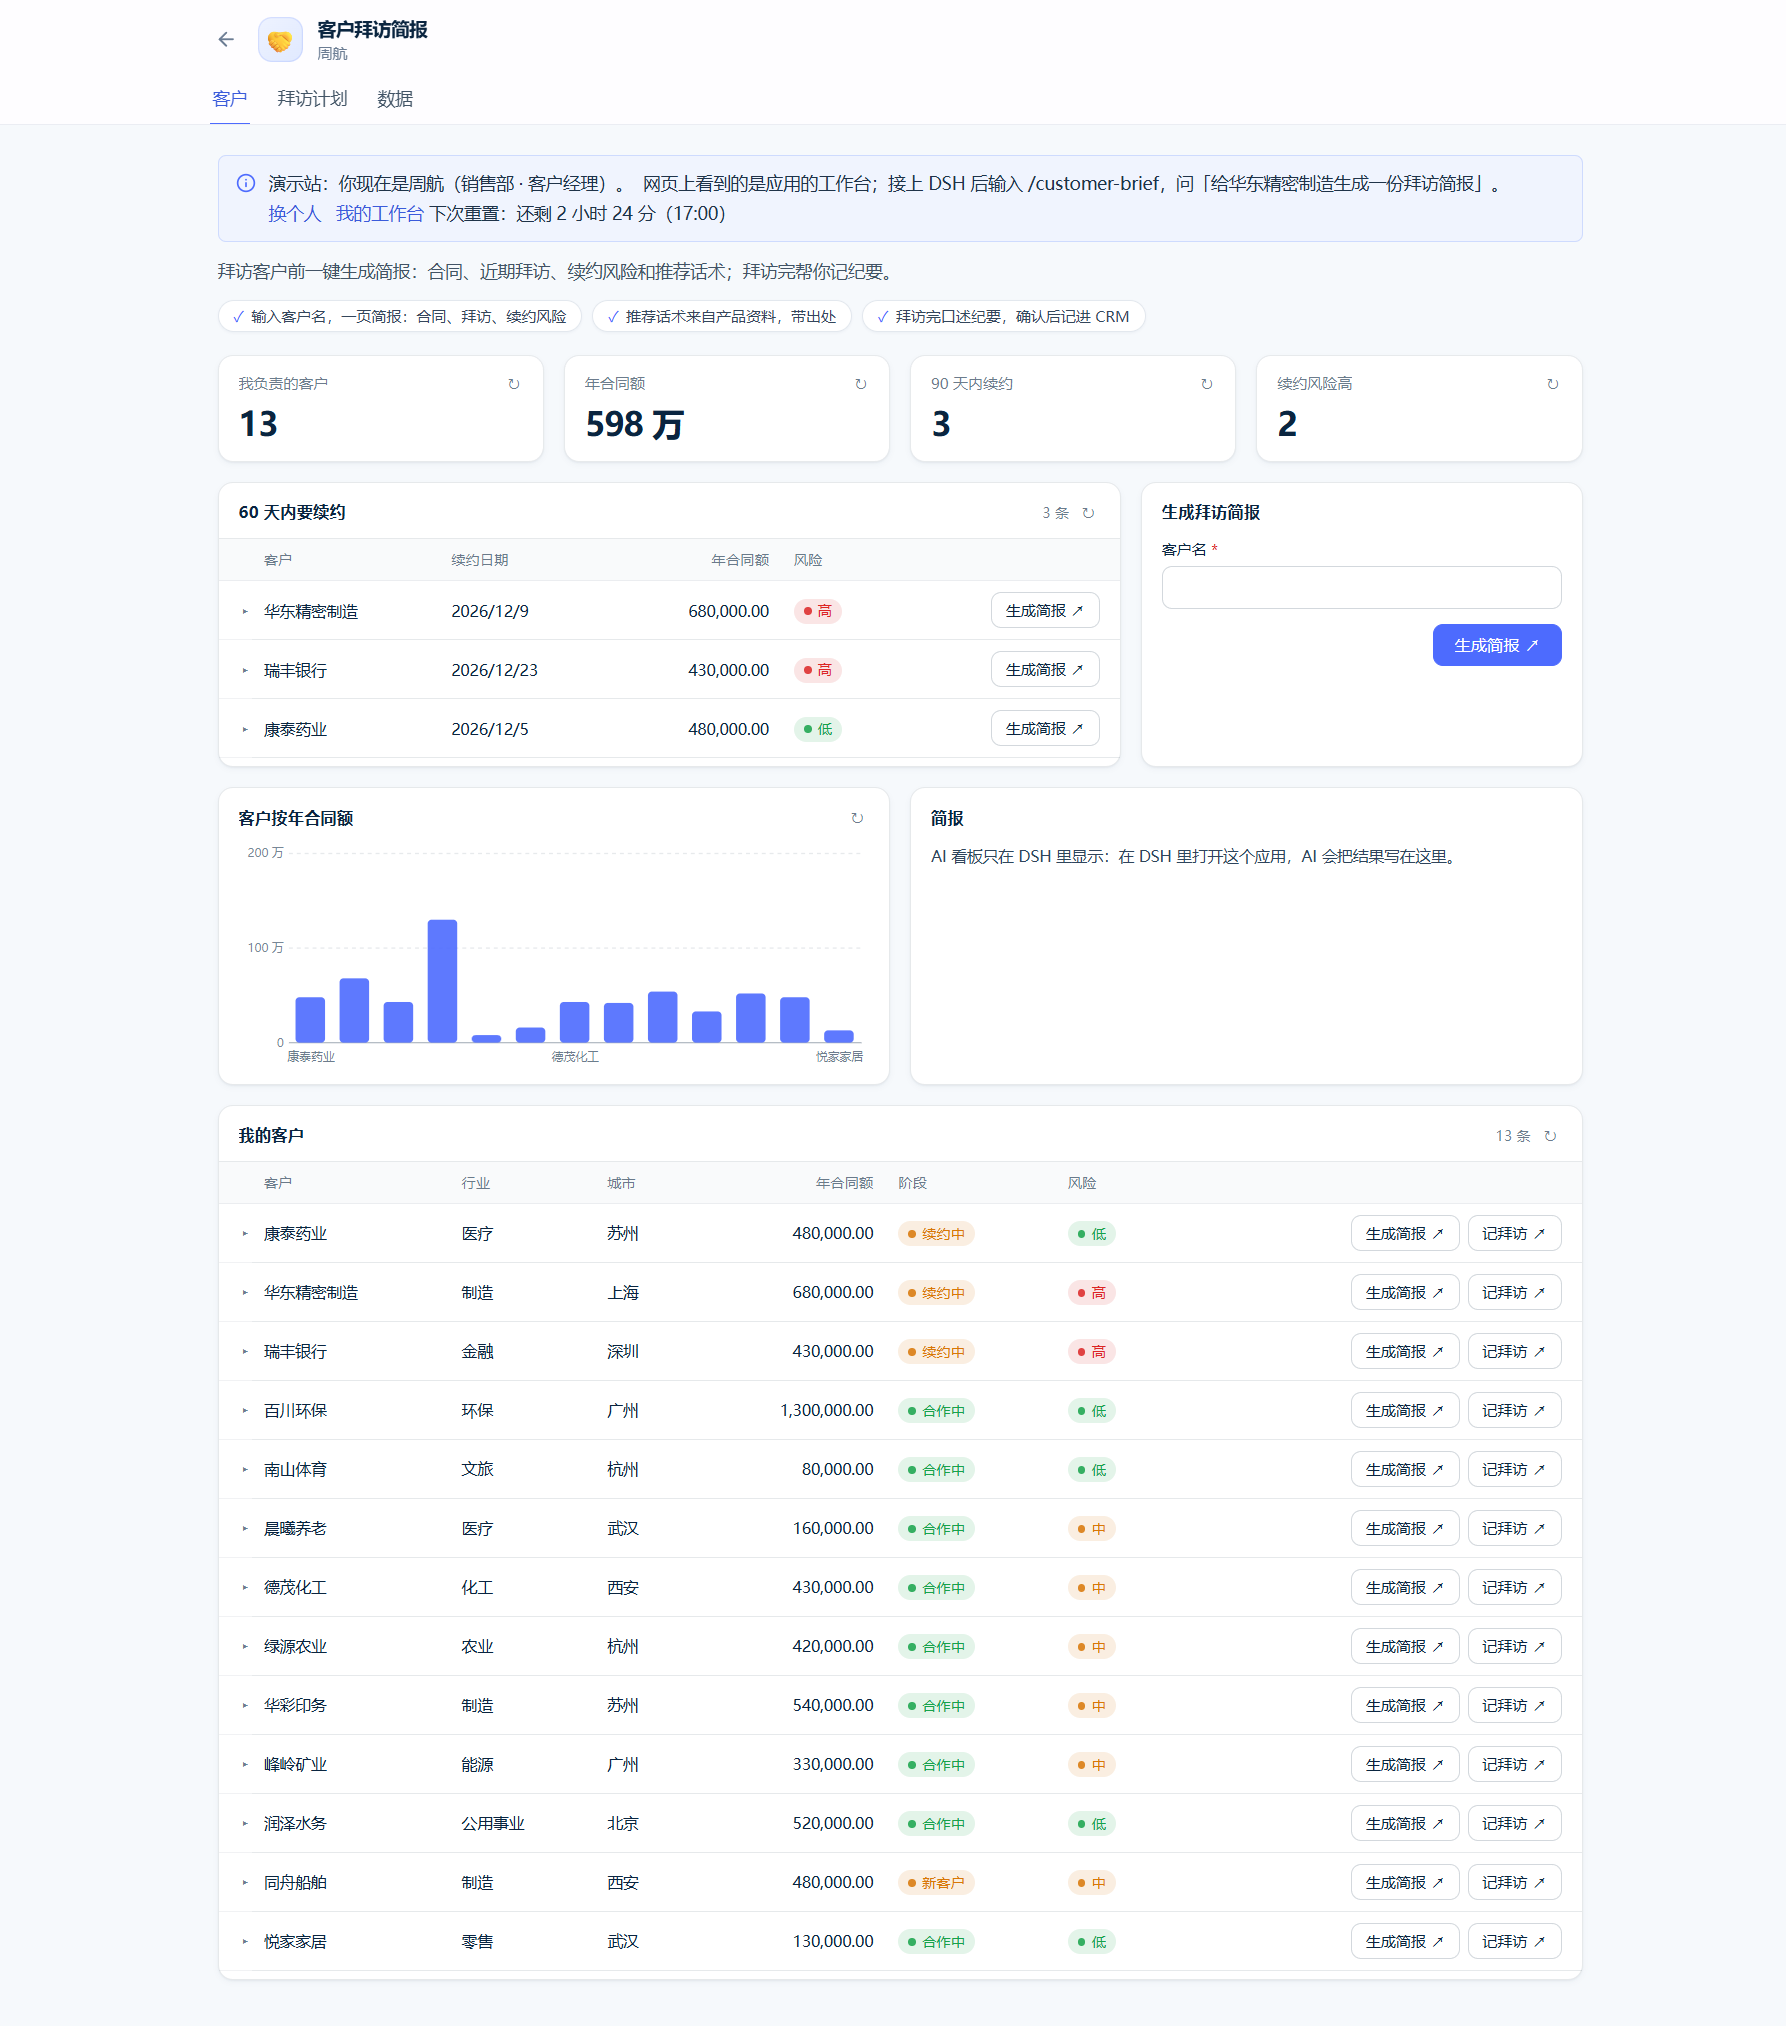 客户拜访简报
周航
客户 拜访计划 数据
演示站：你现在是周航（销售部 · 客户经理）。 网页上看到的是应用的工作台；接上 DSH 后输入 /customer-brief，问「给华东精密制造生成一份拜访简报」。
换个人 我的工作台 下次重置：还剩 2 小时 24 分（17:00）
拜访客户前一键生成简报：合同、近期拜访、续约风险和推荐话术；拜访完帮你记纪要。
✓ 输入客户名，一页简报：合同、拜访、续约风险 ✓ 推荐话术来自产品资料，带出处 ✓ 拜访完口述纪要，确认后记进 CRM
我负责的客户 ↻
13
年合同额 ↻
598 万
90 天内续约 ↻
3
续约风险高 ↻
2
60 天内要续约 3 条 ↻
客户 续约日期 年合同额 风险
▸ 华东精密制造 2026/12/9 680,000.00 高 生成简报 ↗
▸ 瑞丰银行 2026/12/23 430,000.00 高 生成简报 ↗
▸ 康泰药业 2026/12/5 480,000.00 低 生成简报 ↗
生成拜访简报
客户名 *
生成简报 ↗
客户按年合同额 ↻
200 万
100 万
0
康泰药业 德茂化工 悦家家居
简报
AI 看板只在 DSH 里显示：在 DSH 里打开这个应用，AI 会把结果写在这里。
我的客户 13 条 ↻
客户 行业 城市 年合同额 阶段 风险
▸ 康泰药业 医疗 苏州 480,000.00 续约中 低 生成简报 ↗ 记拜访 ↗
▸ 华东精密制造 制造 上海 680,000.00 续约中 高 生成简报 ↗ 记拜访 ↗
▸ 瑞丰银行 金融 深圳 430,000.00 续约中 高 生成简报 ↗ 记拜访 ↗
▸ 百川环保 环保 广州 1,300,000.00 合作中 低 生成简报 ↗ 记拜访 ↗
▸ 南山体育 文旅 杭州 80,000.00 合作中 低 生成简报 ↗ 记拜访 ↗
▸ 晨曦养老 医疗 武汉 160,000.00 合作中 中 生成简报 ↗ 记拜访 ↗
▸ 德茂化工 化工 西安 430,000.00 合作中 中 生成简报 ↗ 记拜访 ↗
▸ 绿源农业 农业 杭州 420,000.00 合作中 中 生成简报 ↗ 记拜访 ↗
▸ 华彩印务 制造 苏州 540,000.00 合作中 中 生成简报 ↗ 记拜访 ↗
▸ 峰岭矿业 能源 广州 330,000.00 合作中 中 生成简报 ↗ 记拜访 ↗
▸ 润泽水务 公用事业 北京 520,000.00 合作中 低 生成简报 ↗ 记拜访 ↗
▸ 同舟船舶 制造 西安 480,000.00 新客户 中 生成简报 ↗ 记拜访 ↗
▸ 悦家家居 零售 武汉 130,000.00 合作中 低 生成简报 ↗ 记拜访 ↗